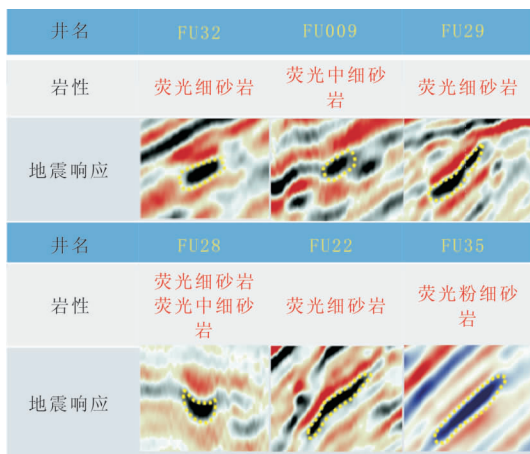 井名 FU32 FU009 FU29
岩性 荧光细砂岩 荧光中细砂
岩 荧光细砂岩
地震响应
井名 FU28 FU22 FU35
岩性 荧光细砂岩
荧光中细砂
岩 荧光细砂岩 荧光粉细砂
岩
地震响应